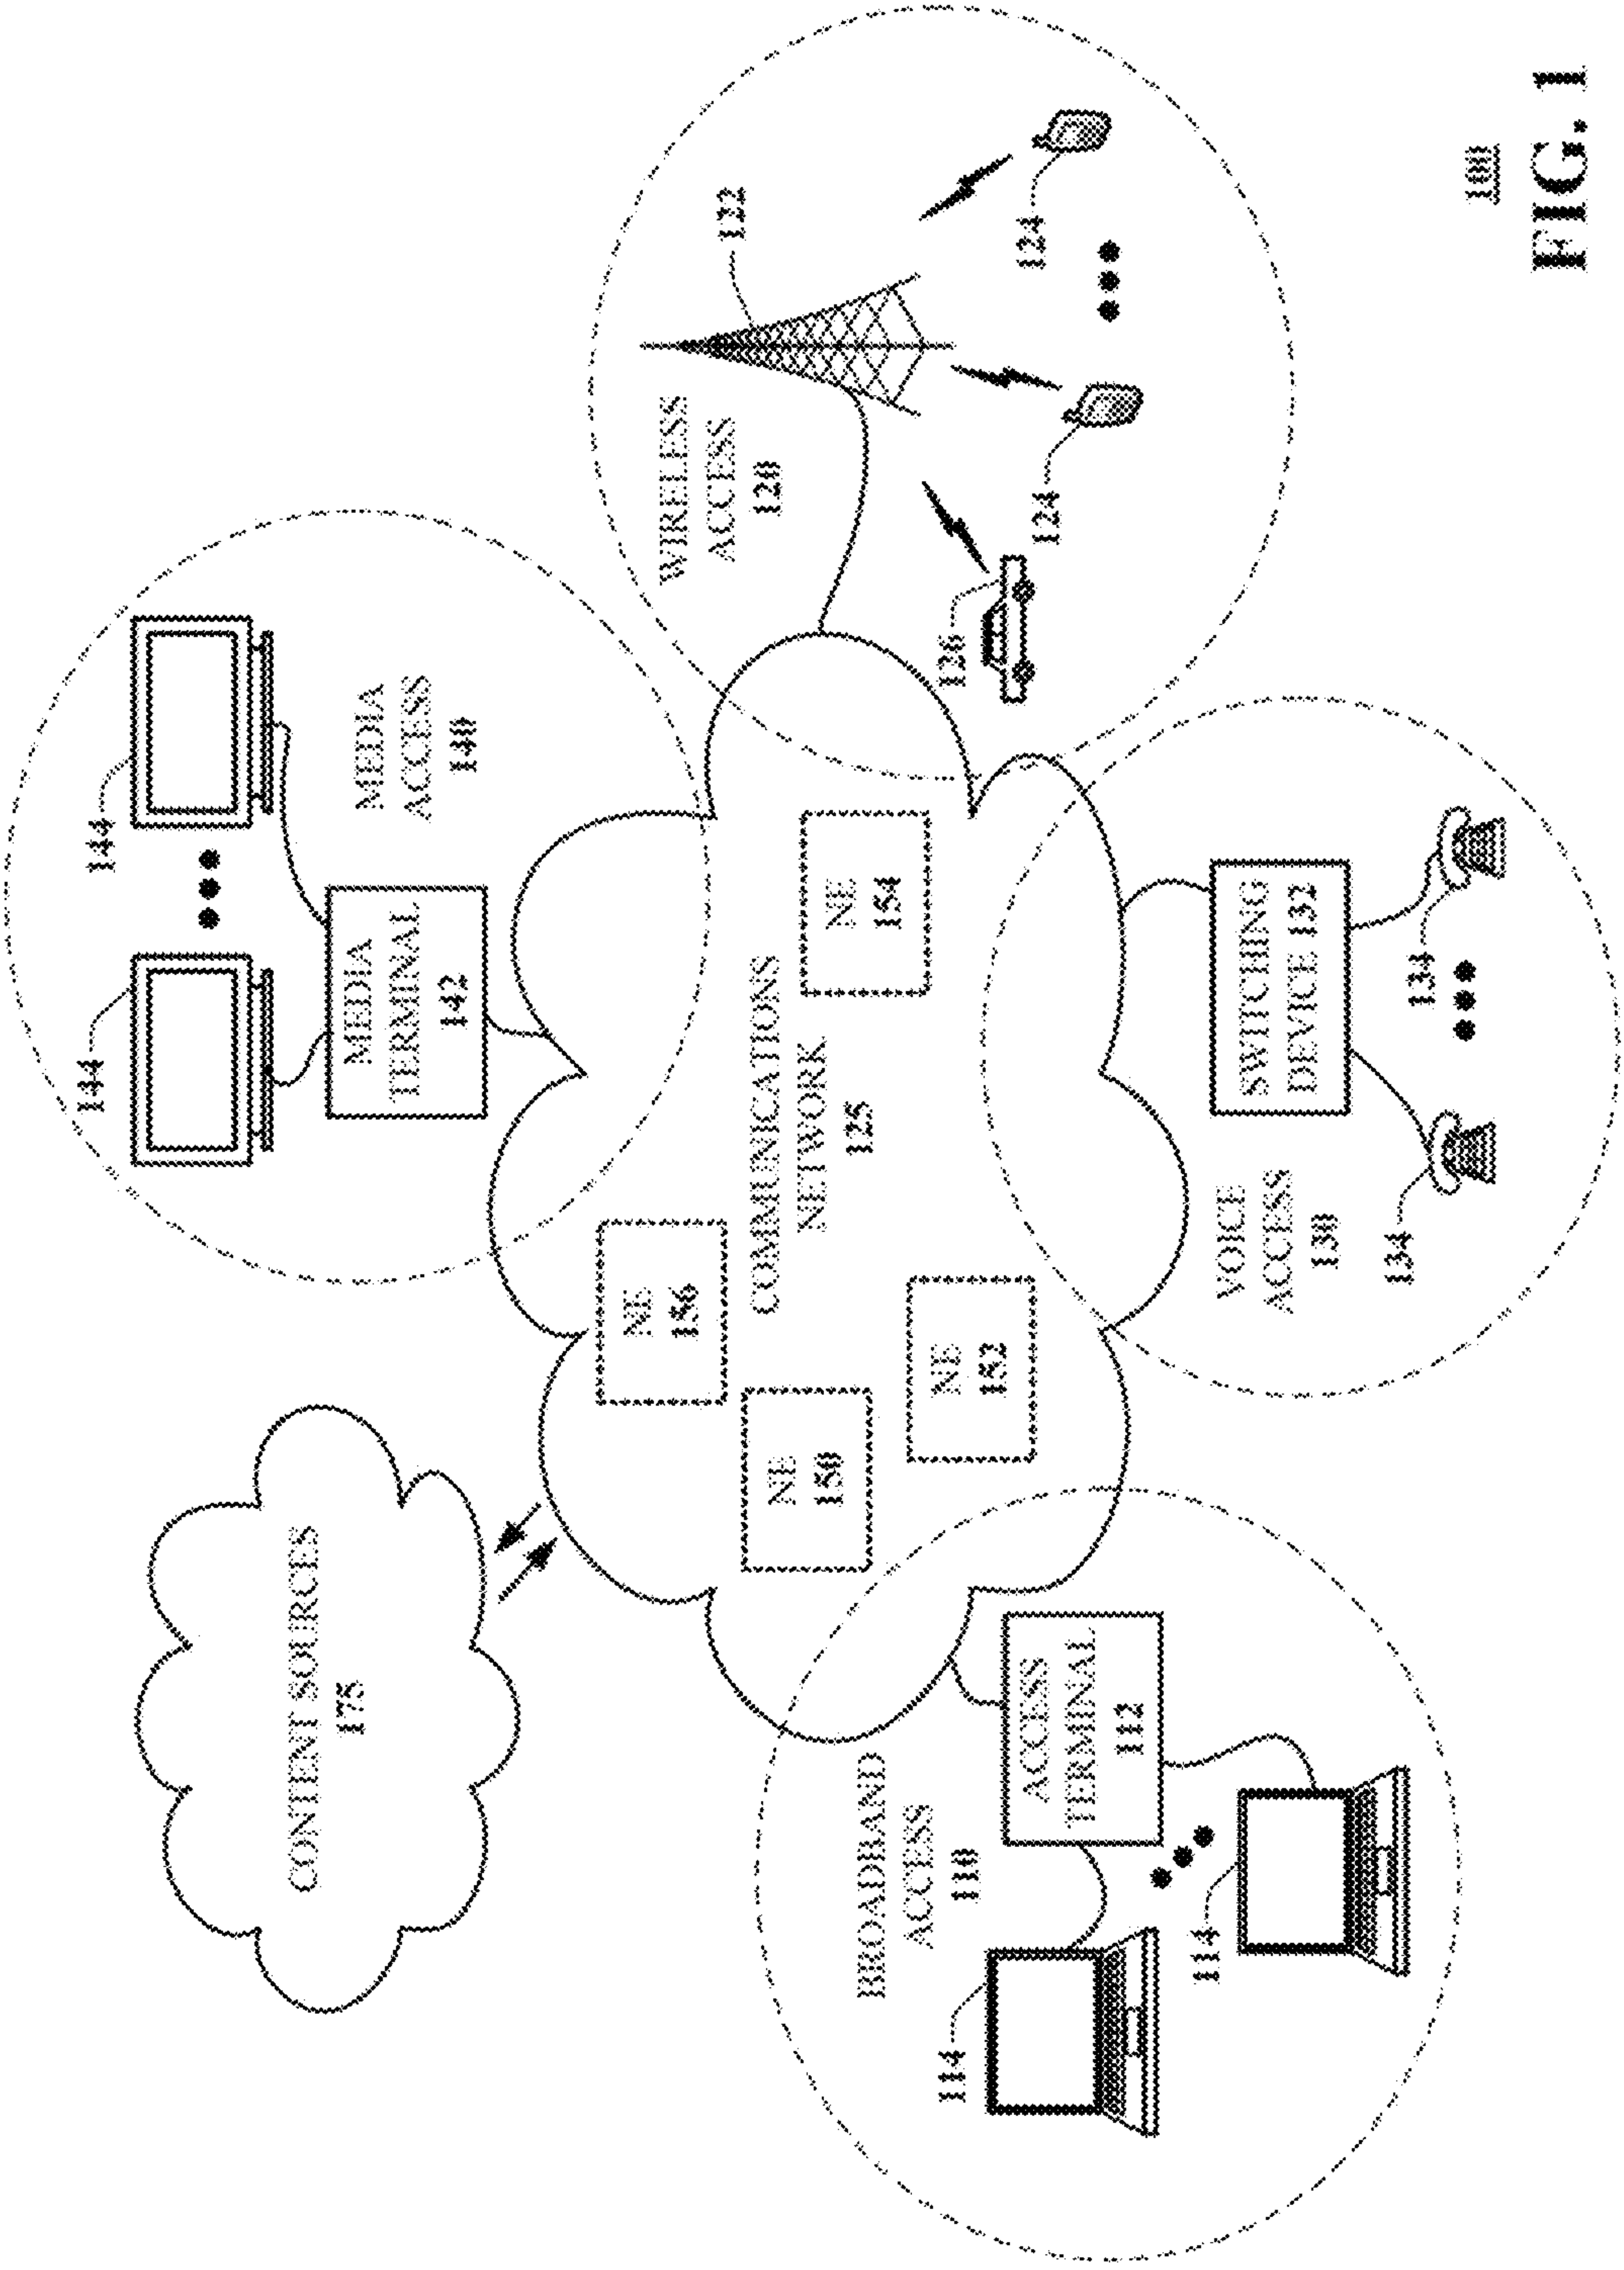 CONTENT SOURCES
175
144
144
MEDIA
TERMINAL
142
MEDIA
ACCESS
140
NE
156
NE
150
COMMUNICATIONS
NETWORK
125
NE
152
NE
154
WIRELESS
ACCESS
120
122
126
124
124
BROADBAND
ACCESS
110
ACCESS
TERMINAL
112
114
114
VOICE
ACCESS
130
SWITCHING
DEVICE 132
134
134
100
FIG. 1